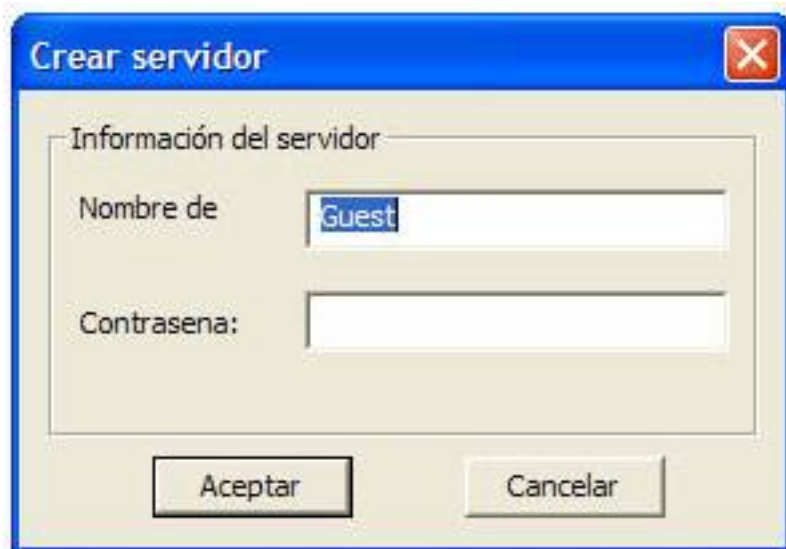 Crear servidor
Información del servidor
Nombre de
Guest
Contrasena:
Aceptar
Cancelar